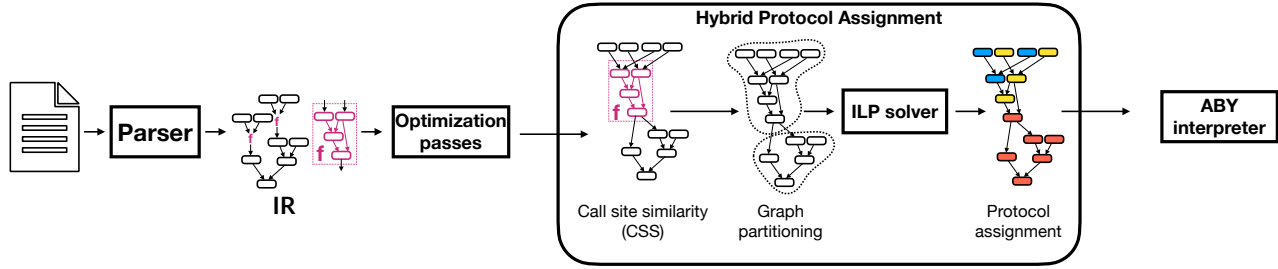 Hybrid Protocol Assignment
Parser
f
f
f
IR
Optimization
passes
f
Call site similarity
(CSS)
Graph
partitioning
ILP solver
Protocol
assignment
ABY
interpreter